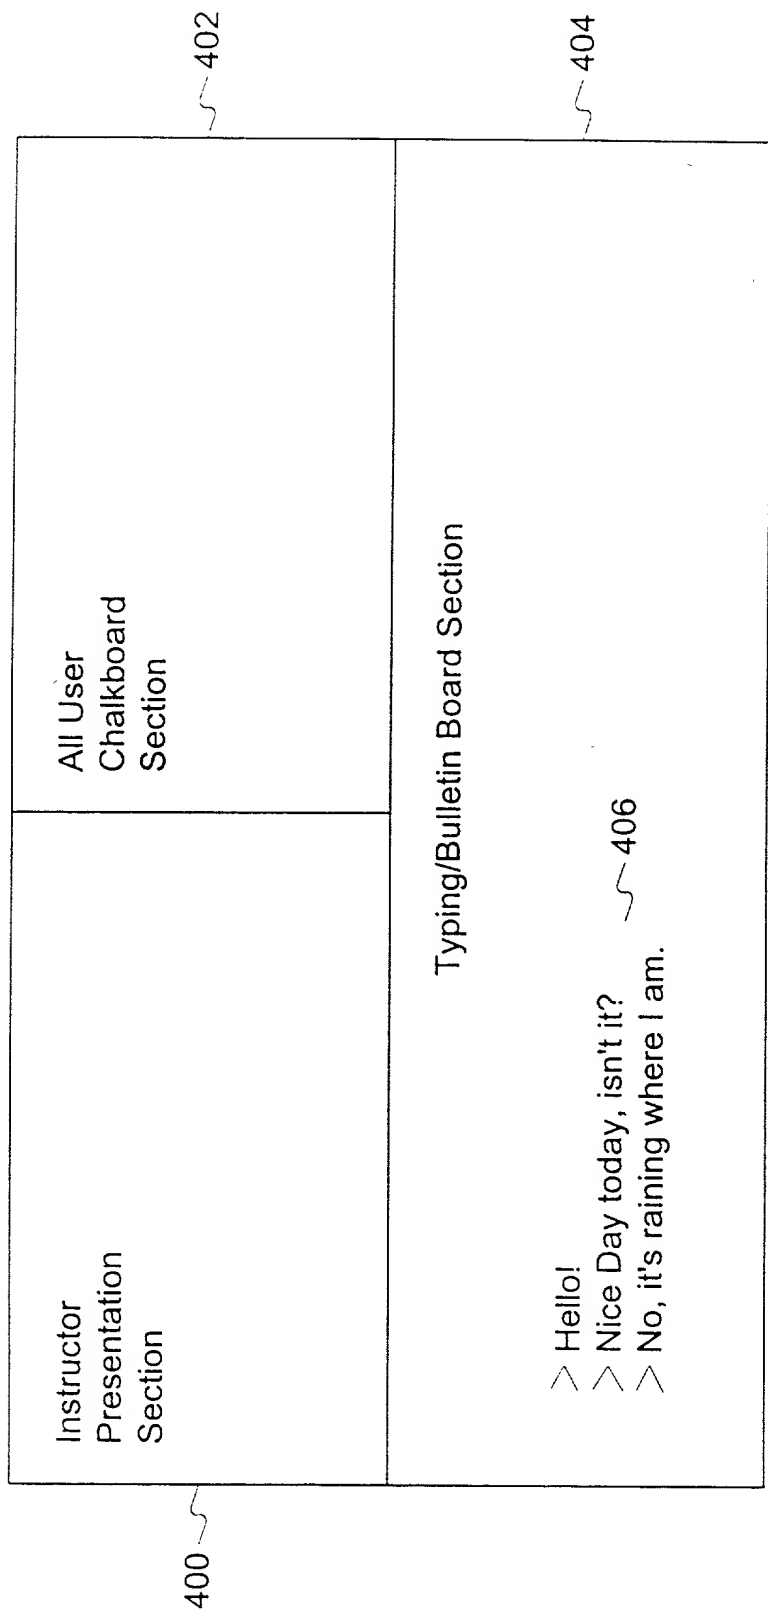 Instructor
Presentation
Section
All User
Chalkboard
Section
400
402
Typing/Bulletin Board Section
404
> Hello!
> Nice Day today, isn't it?
> No, it's raining where I am.
406